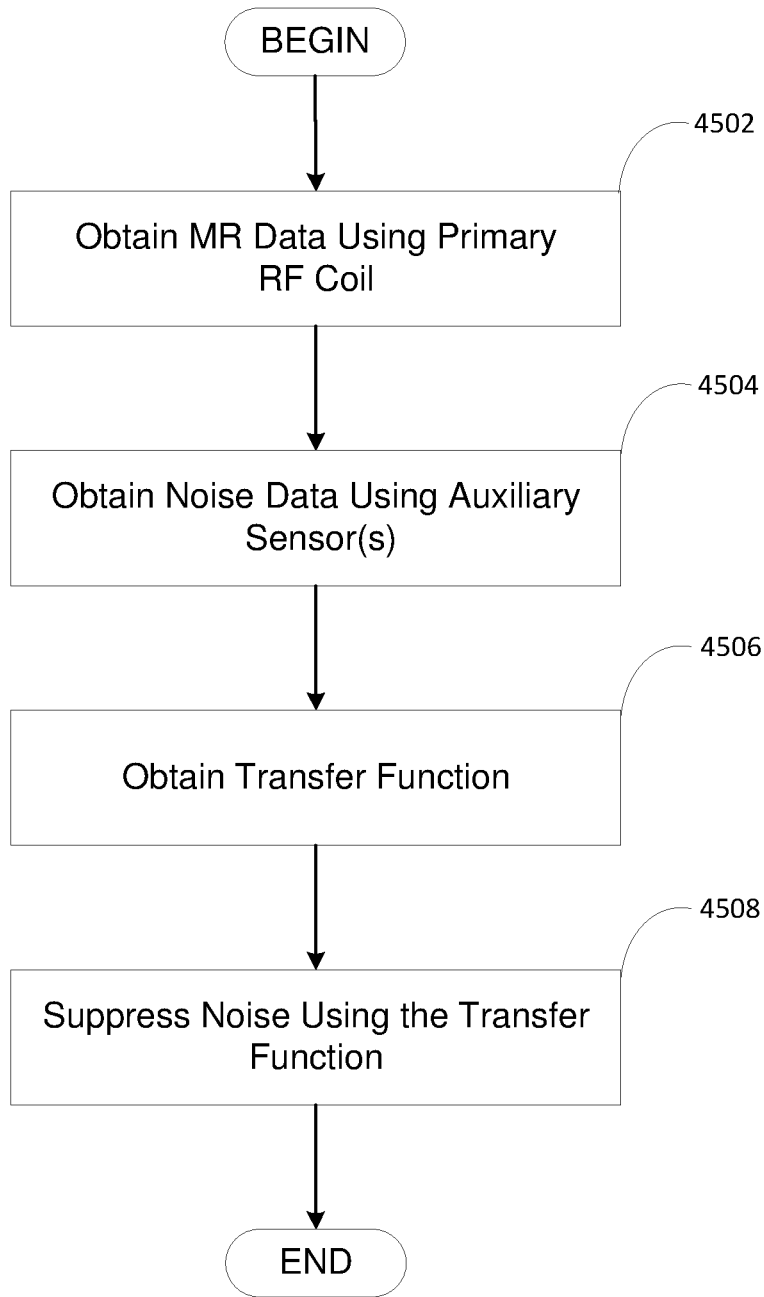 BEGIN
4502
Obtain MR Data Using Primary
RF Coil
4504
Obtain Noise Data Using Auxiliary
Sensor(s)
4506
Obtain Transfer Function
4508
Suppress Noise Using the Transfer
Function
END